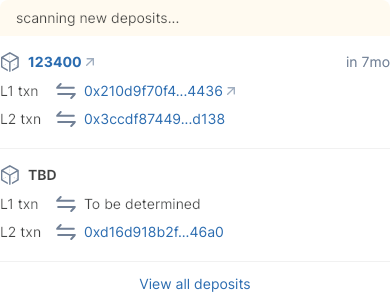 scanning new deposits...
123400 in 7mo
L1 txn 0x210d9f70f4...4436
L2 txn 0x3ccdf87449...d138
TBD
L1 txn To be determined
L2 txn 0xd16d918b2f...46a0
View all deposits